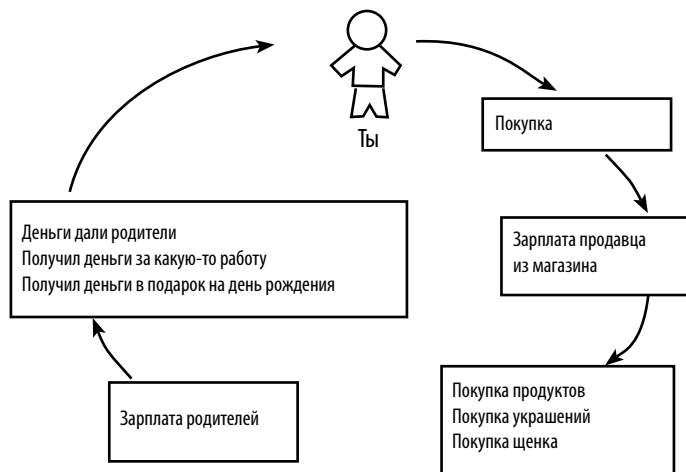 Ты
Покупка
Деньги дали родители
Получил деньги за какую-то работу
Получил деньги в подарок на день рождения
Зарплата продавца
из магазина
Зарплата родителей
Покупка продуктов
Покупка украшений
Покупка щенка